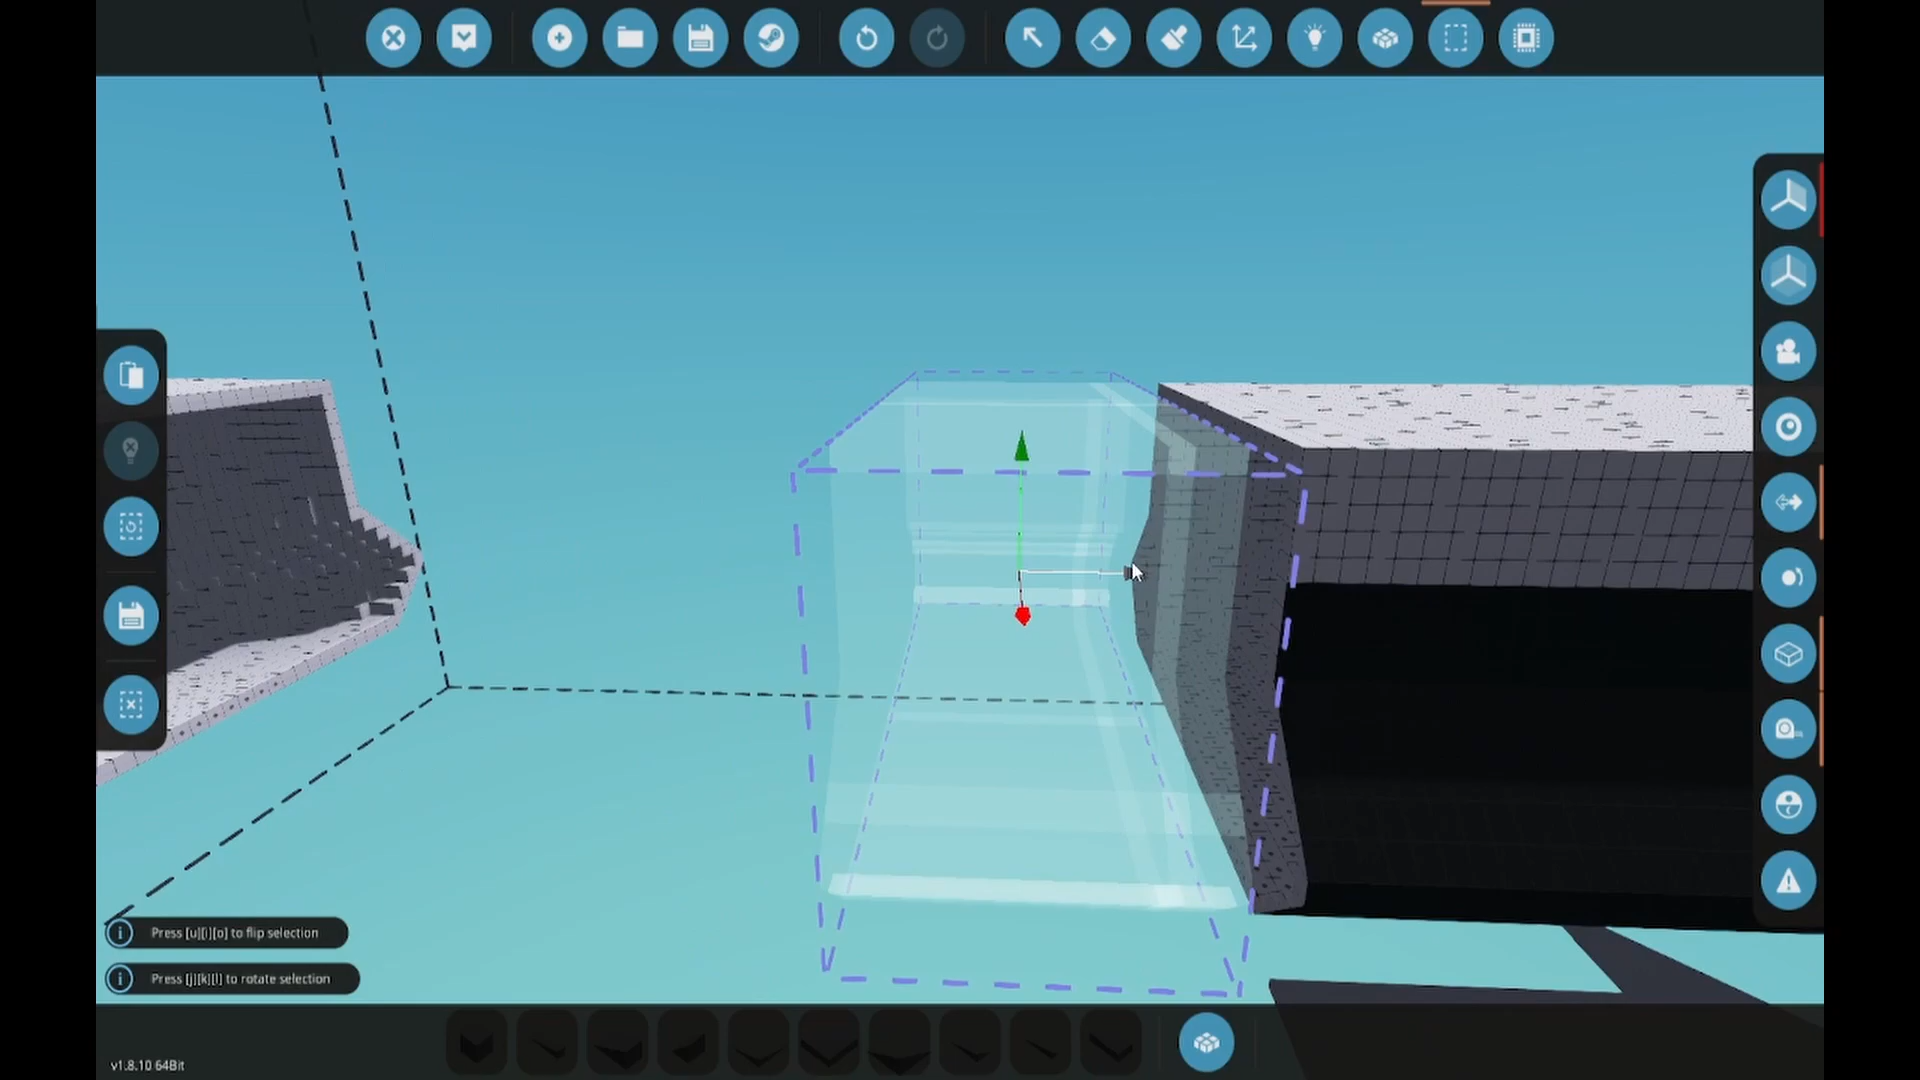 Press [u][i][o] to flip selection
Press [j][k][l] to rotate selection
v1.8.10 64Bit